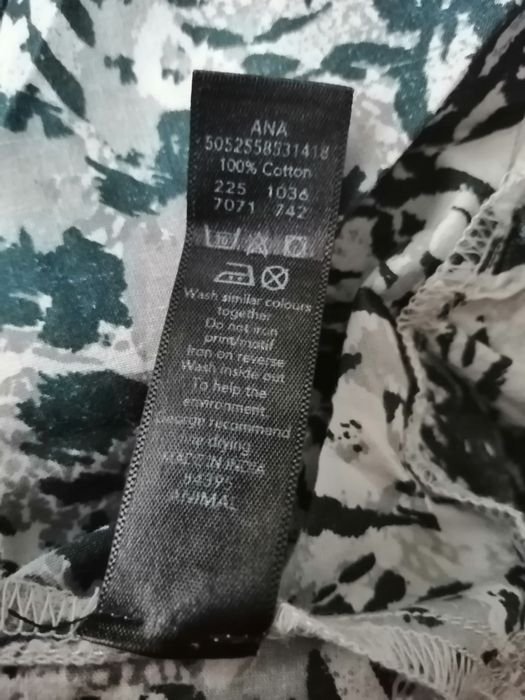 ANA
5052558831418
100% Cotton
225 1036
7071 742
Wash similar colours
together
Do not iron
print/motif
Iron on reverse
Wash inside out
To help the
environment
George recommend
line drying
MADE IN INDIA
ANIMAL